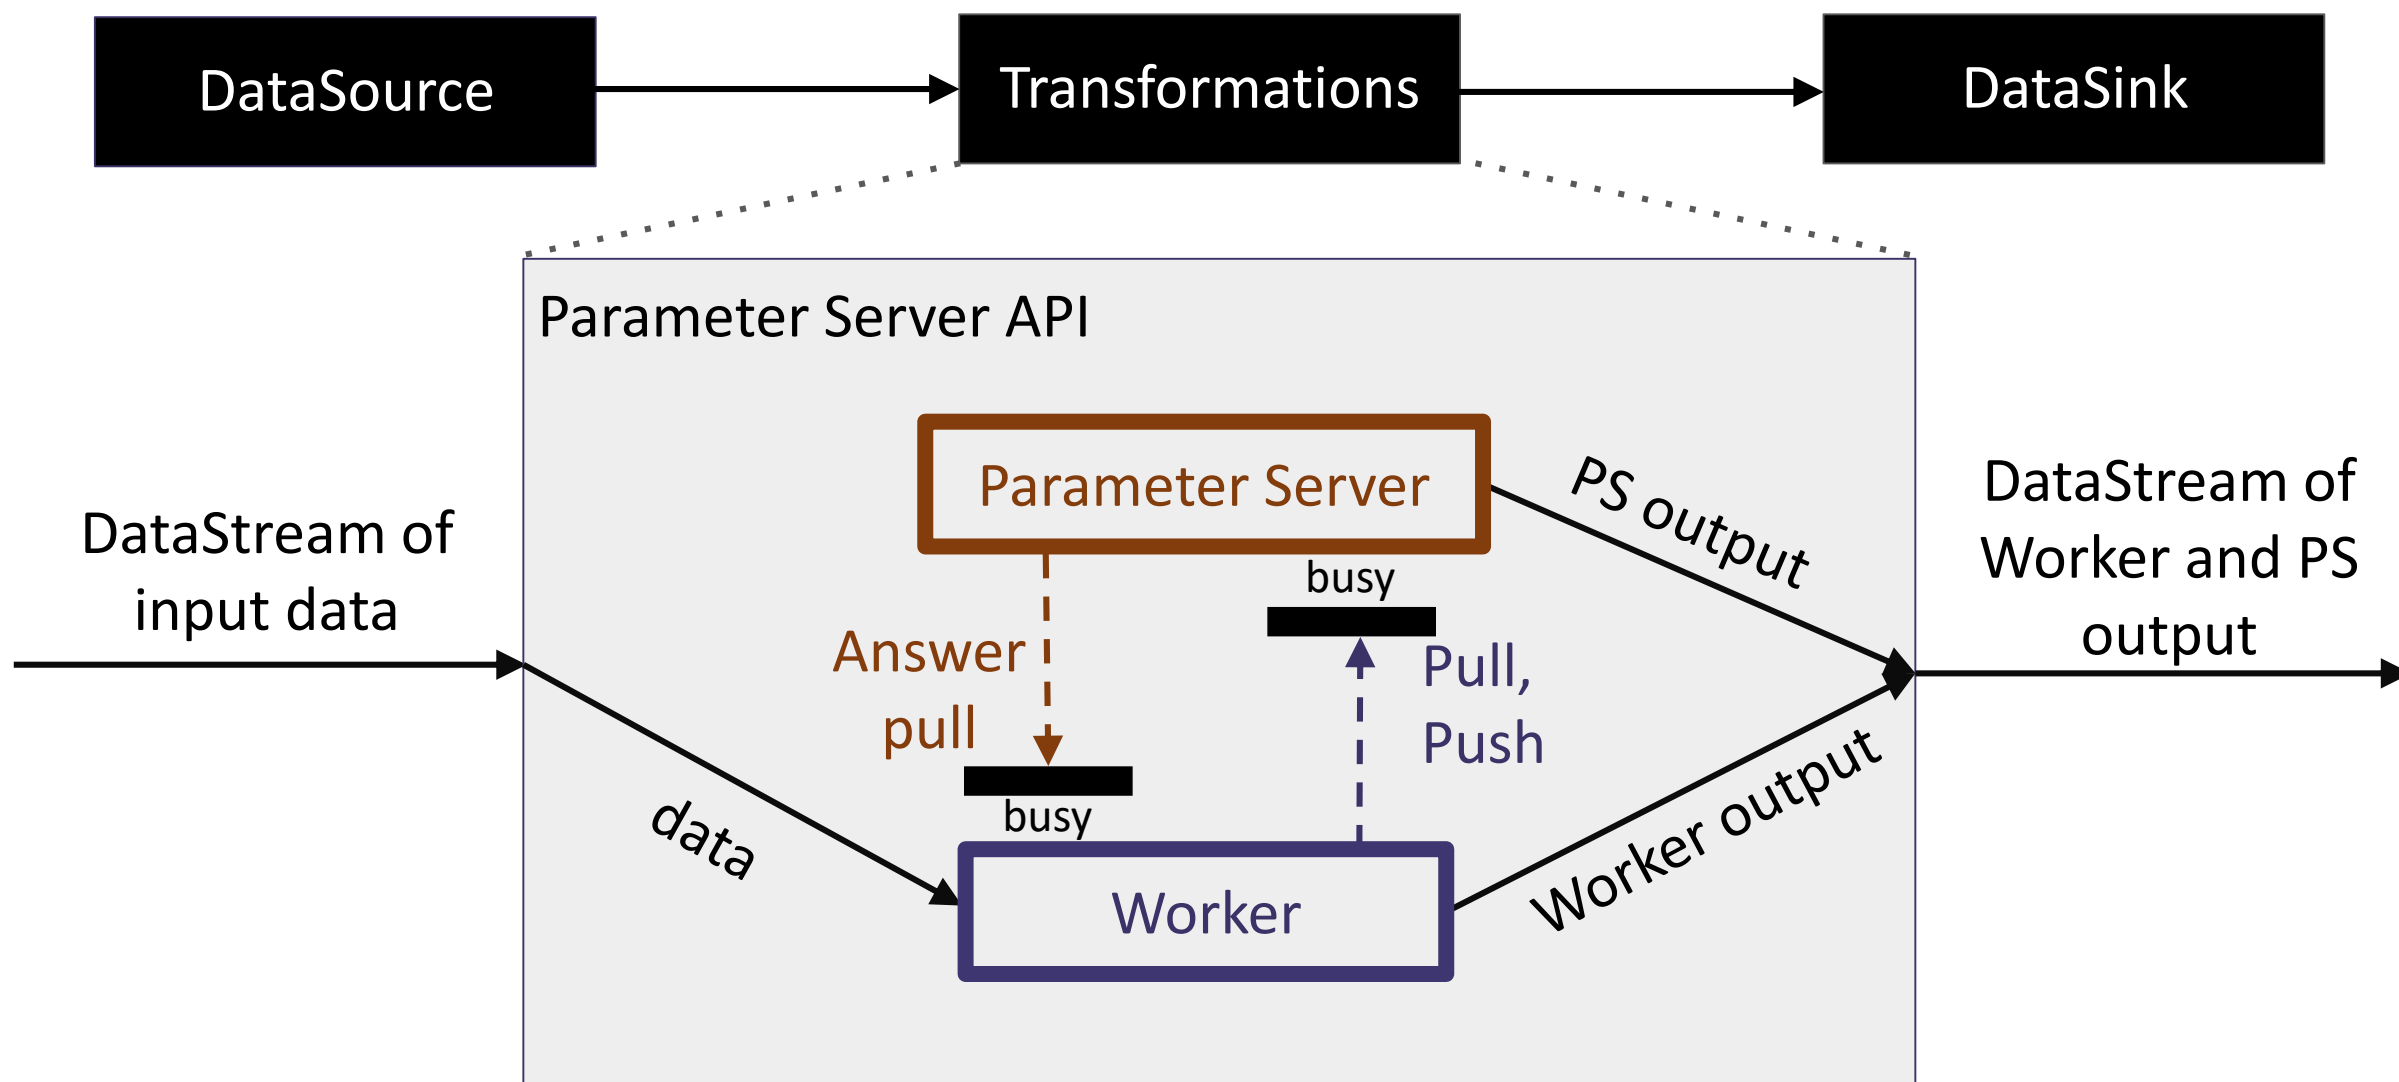 DataSource
Transformations
DataSink
Parameter Server API
DataStream of
input data
Parameter Server
PS output
DataStream of
Worker and PS
output
busy
Answer
pull
Pull,
Push
busy
data
Worker
Worker output